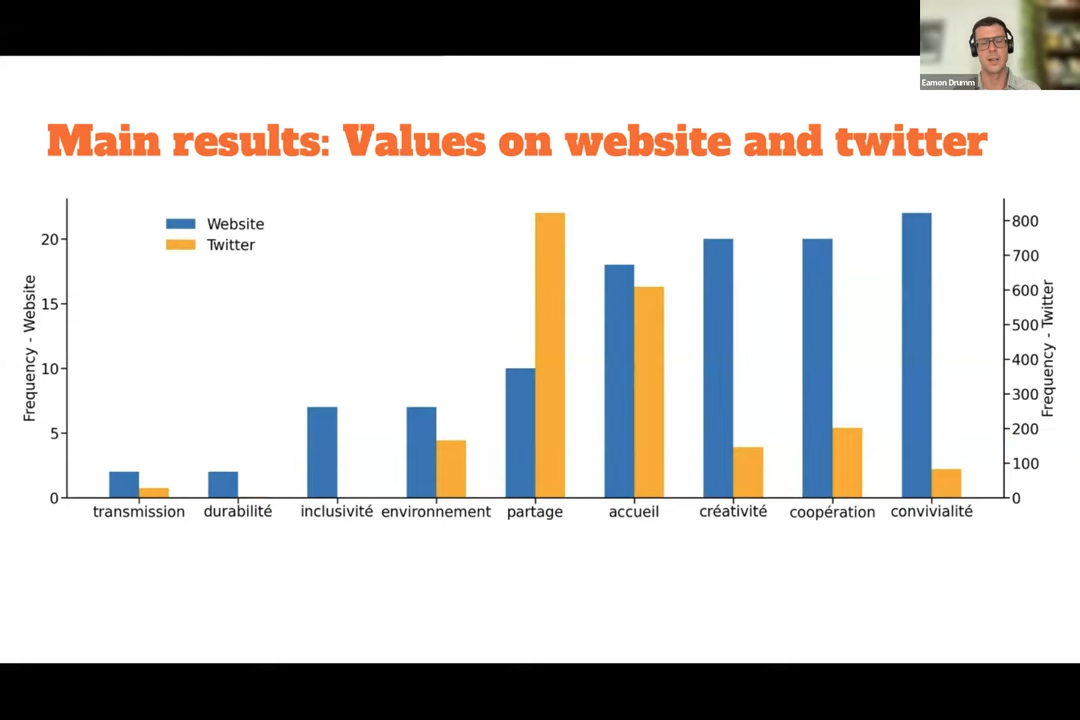 Eamon Drumm
Main results: Values on website and twitter
Website
Twitter
Frequency - Website
20
15
10
5
0
800
700
600
500
400
300
200
100
0
Frequency - Twitter
transmission durabilité inclusivité environnement partage accueil créativité coopération convivialité